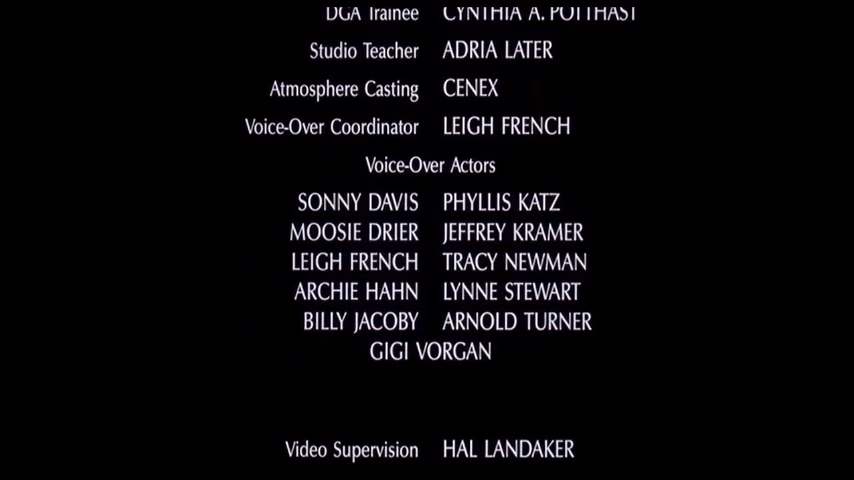 DGA Trainee CYNTHIA A. POTTHAST
Studio Teacher ADRIA LATER
Atmosphere Casting CENEX
Voice-Over Coordinator LEIGH FRENCH
Voice-Over Actors
SONNY DAVIS PHYLLIS KATZ
MOOSIE DRIER JEFFREY KRAMER
LEIGH FRENCH TRACY NEWMAN
ARCHIE HAHN LYNNE STEWART
BILLY JACOBY ARNOLD TURNER
GIGI VORGAN
Video Supervision HAL LANDAKER